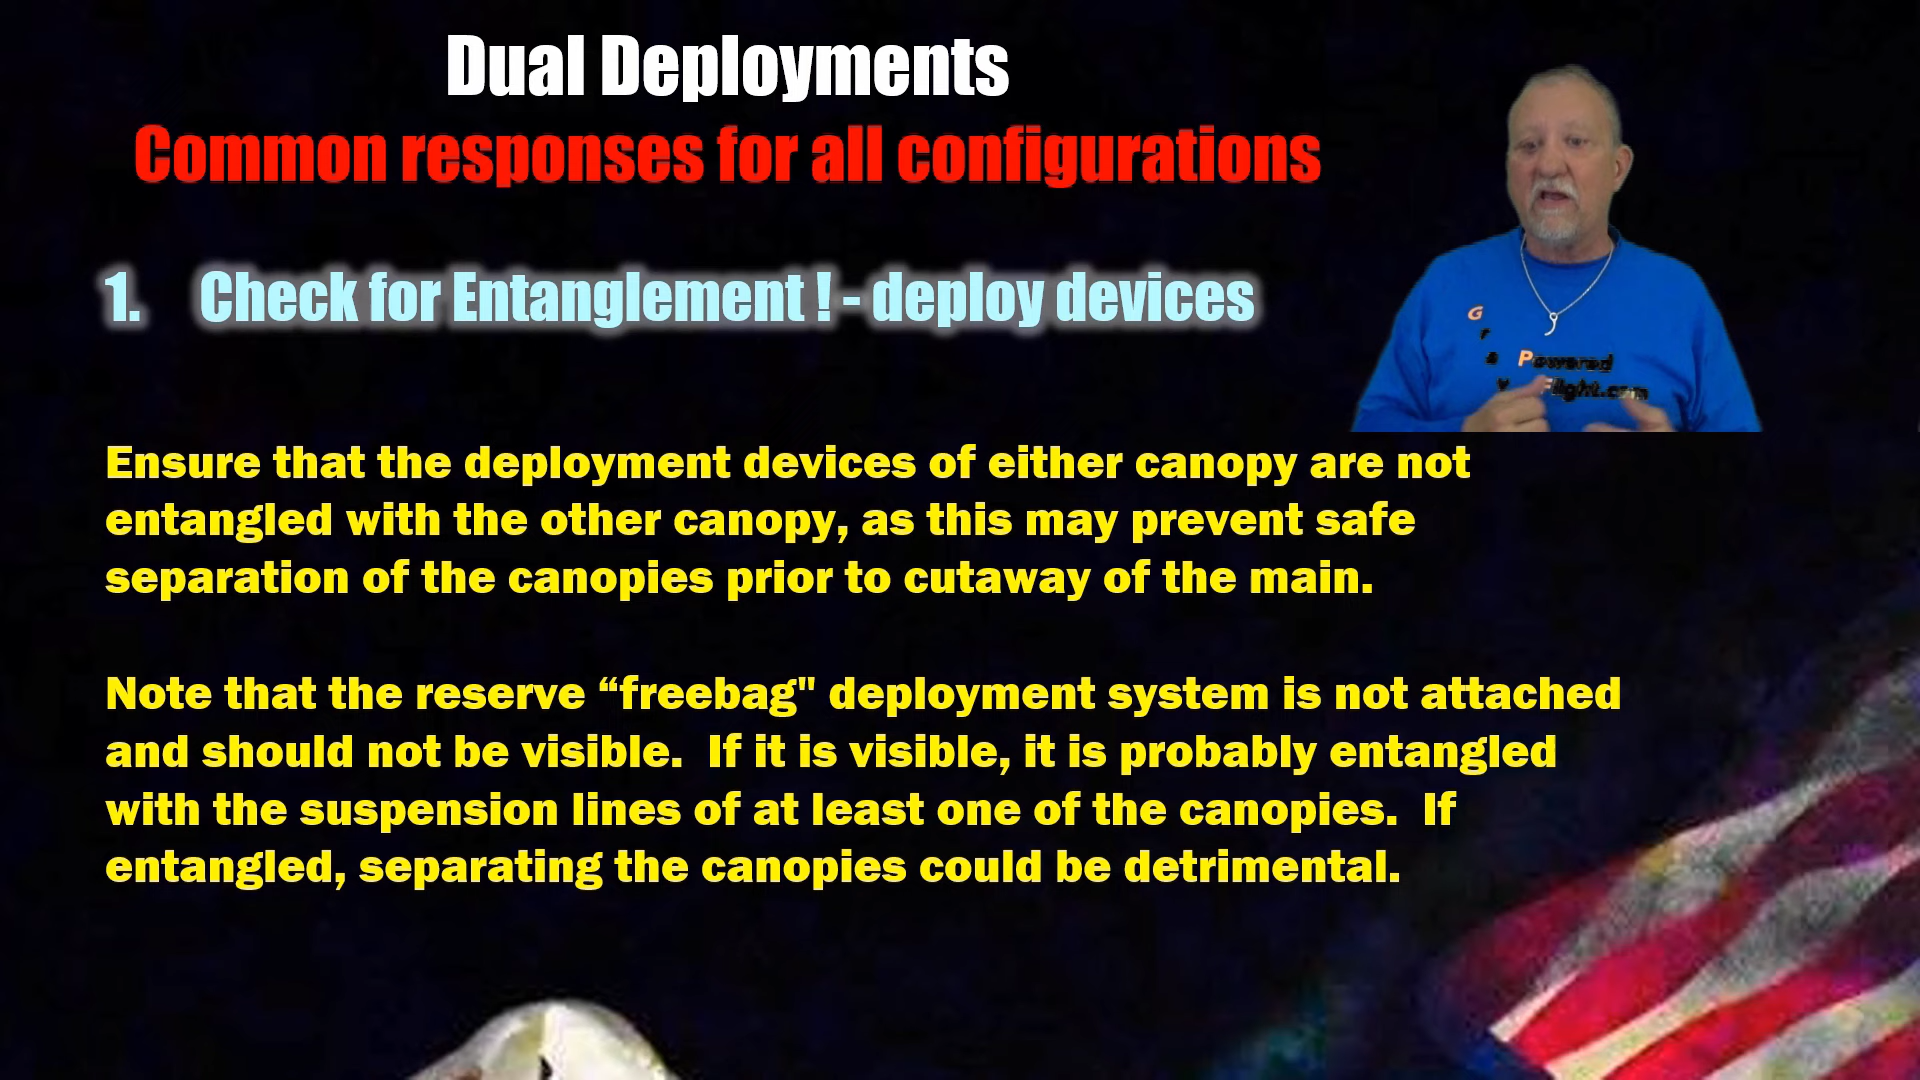 Dual Deployments
Common responses for all configurations
1. Check for Entanglement ! - deploy devices
G
r
a Powered
v Flight.com
Ensure that the deployment devices of either canopy are not
entangled with the other canopy, as this may prevent safe
separation of the canopies prior to cutaway of the main.
Note that the reserve “freebag" deployment system is not attached
and should not be visible.  If it is visible, it is probably entangled
with the suspension lines of at least one of the canopies.  If
entangled, separating the canopies could be detrimental.